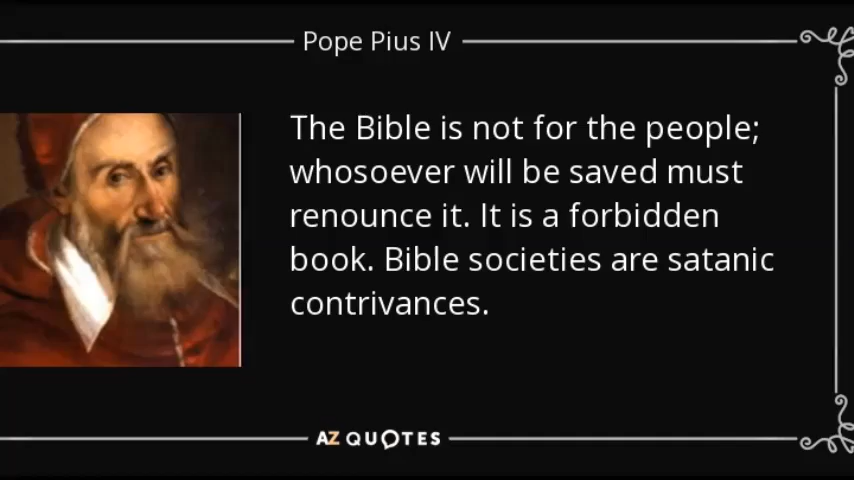 Pope Pius IV
The Bible is not for the people;
whosoever will be saved must
renounce it. It is a forbidden
book. Bible societies are satanic
contrivances.
AZ QUOTES